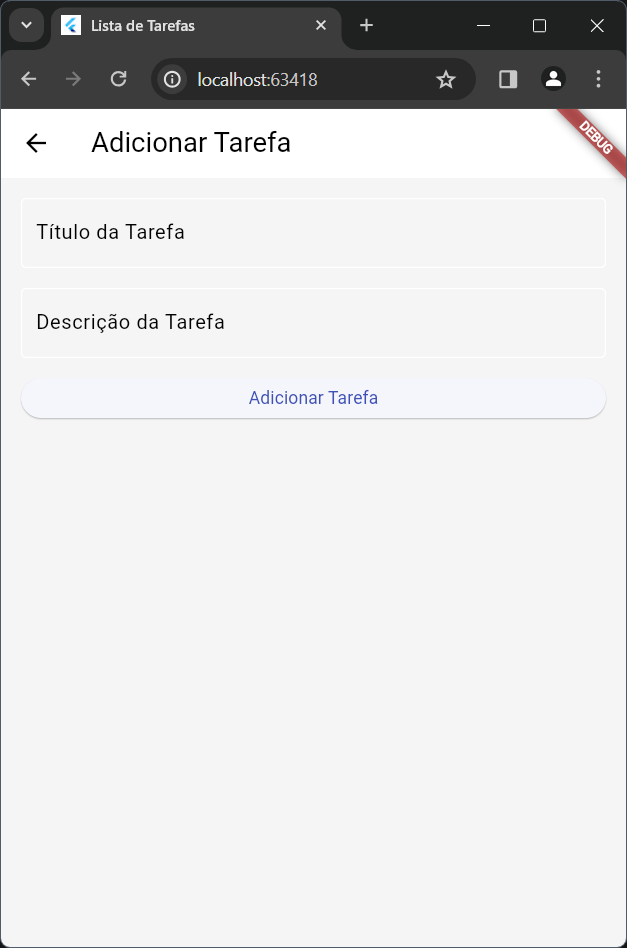 Lista de Tarefas
localhost:63418
Adicionar Tarefa
DEBUG
Título da Tarefa
Descrição da Tarefa
Adicionar Tarefa